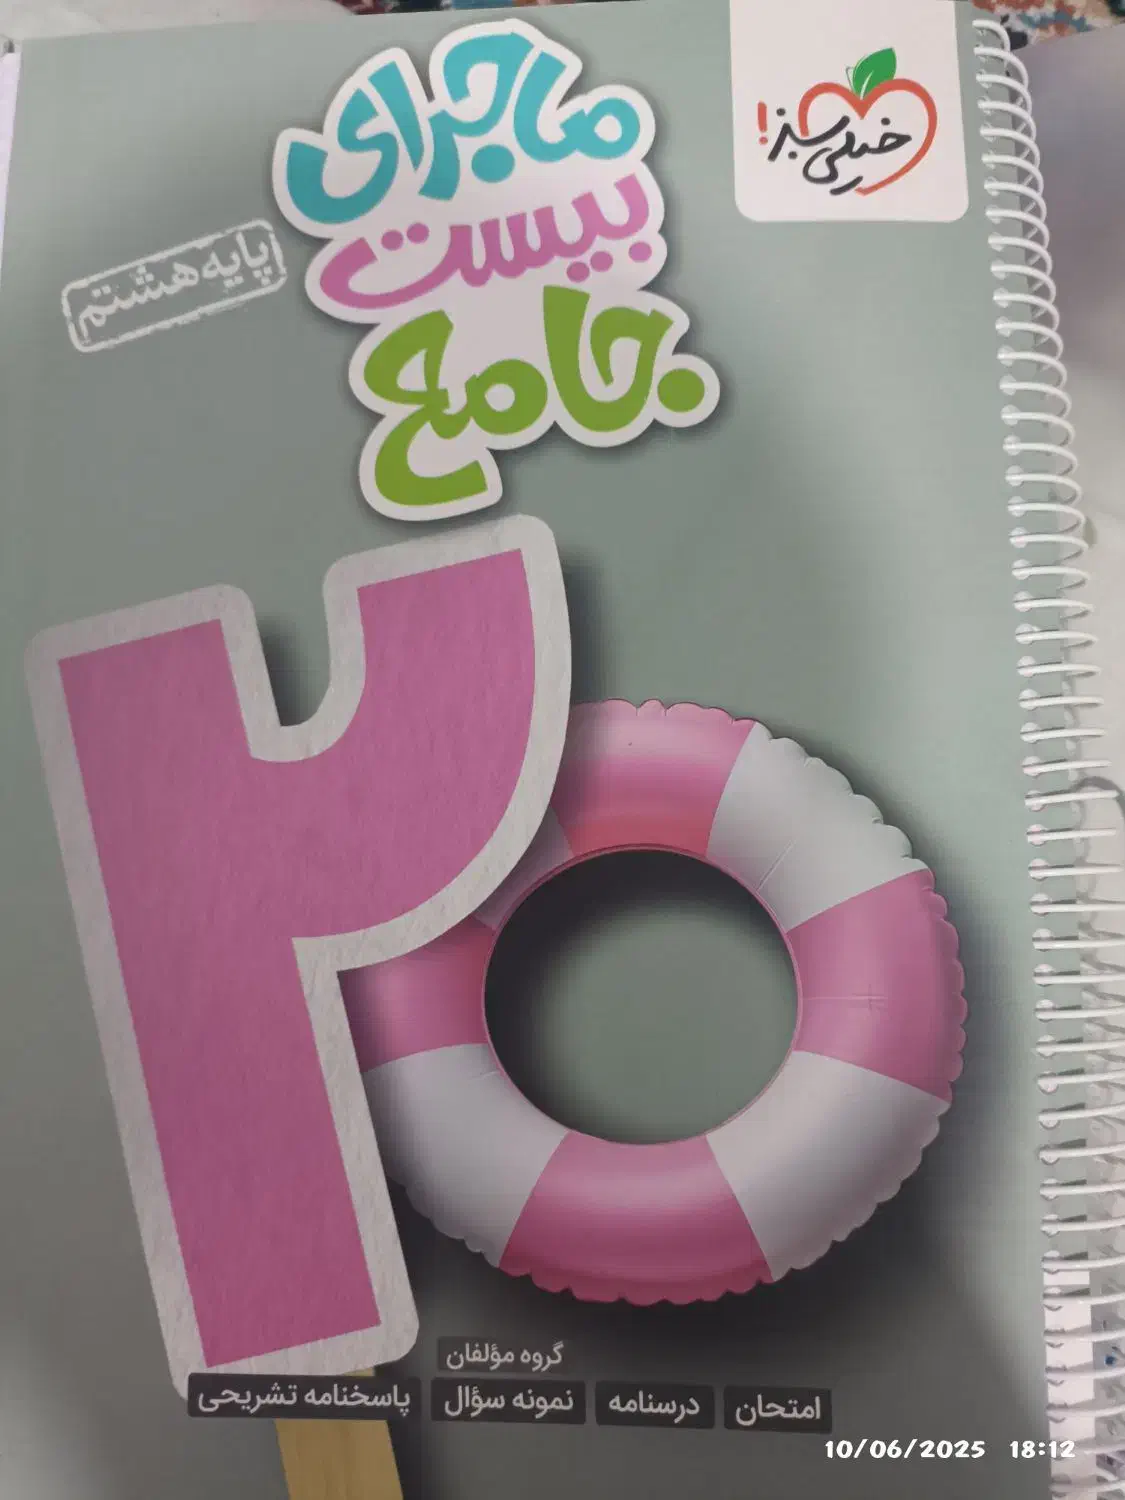 خیلی سبز!
ماجرای
بیست
جامع
پایه هشتم
۲۰
گروه مؤلفان
امتحان درسنامه نمونه سؤال پاسخنامه تشریحی
10/06/2025 18:12